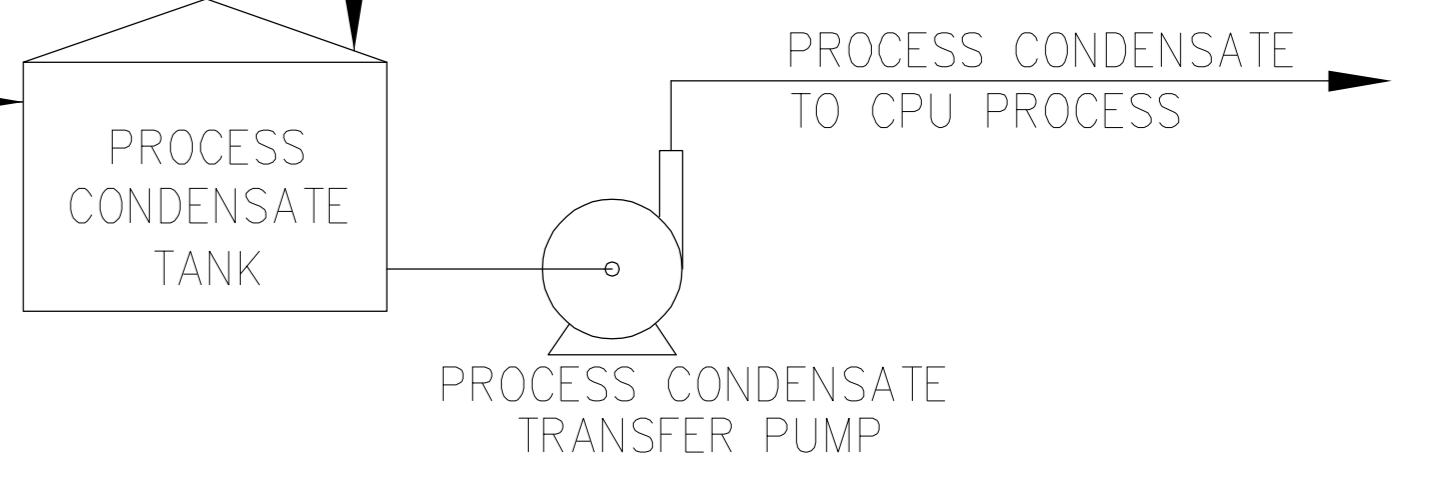 PROCESS CONDENSATE
TO CPU PROCESS
PROCESS
CONDENSATE
TANK
PROCESS CONDENSATE
TRANSFER PUMP